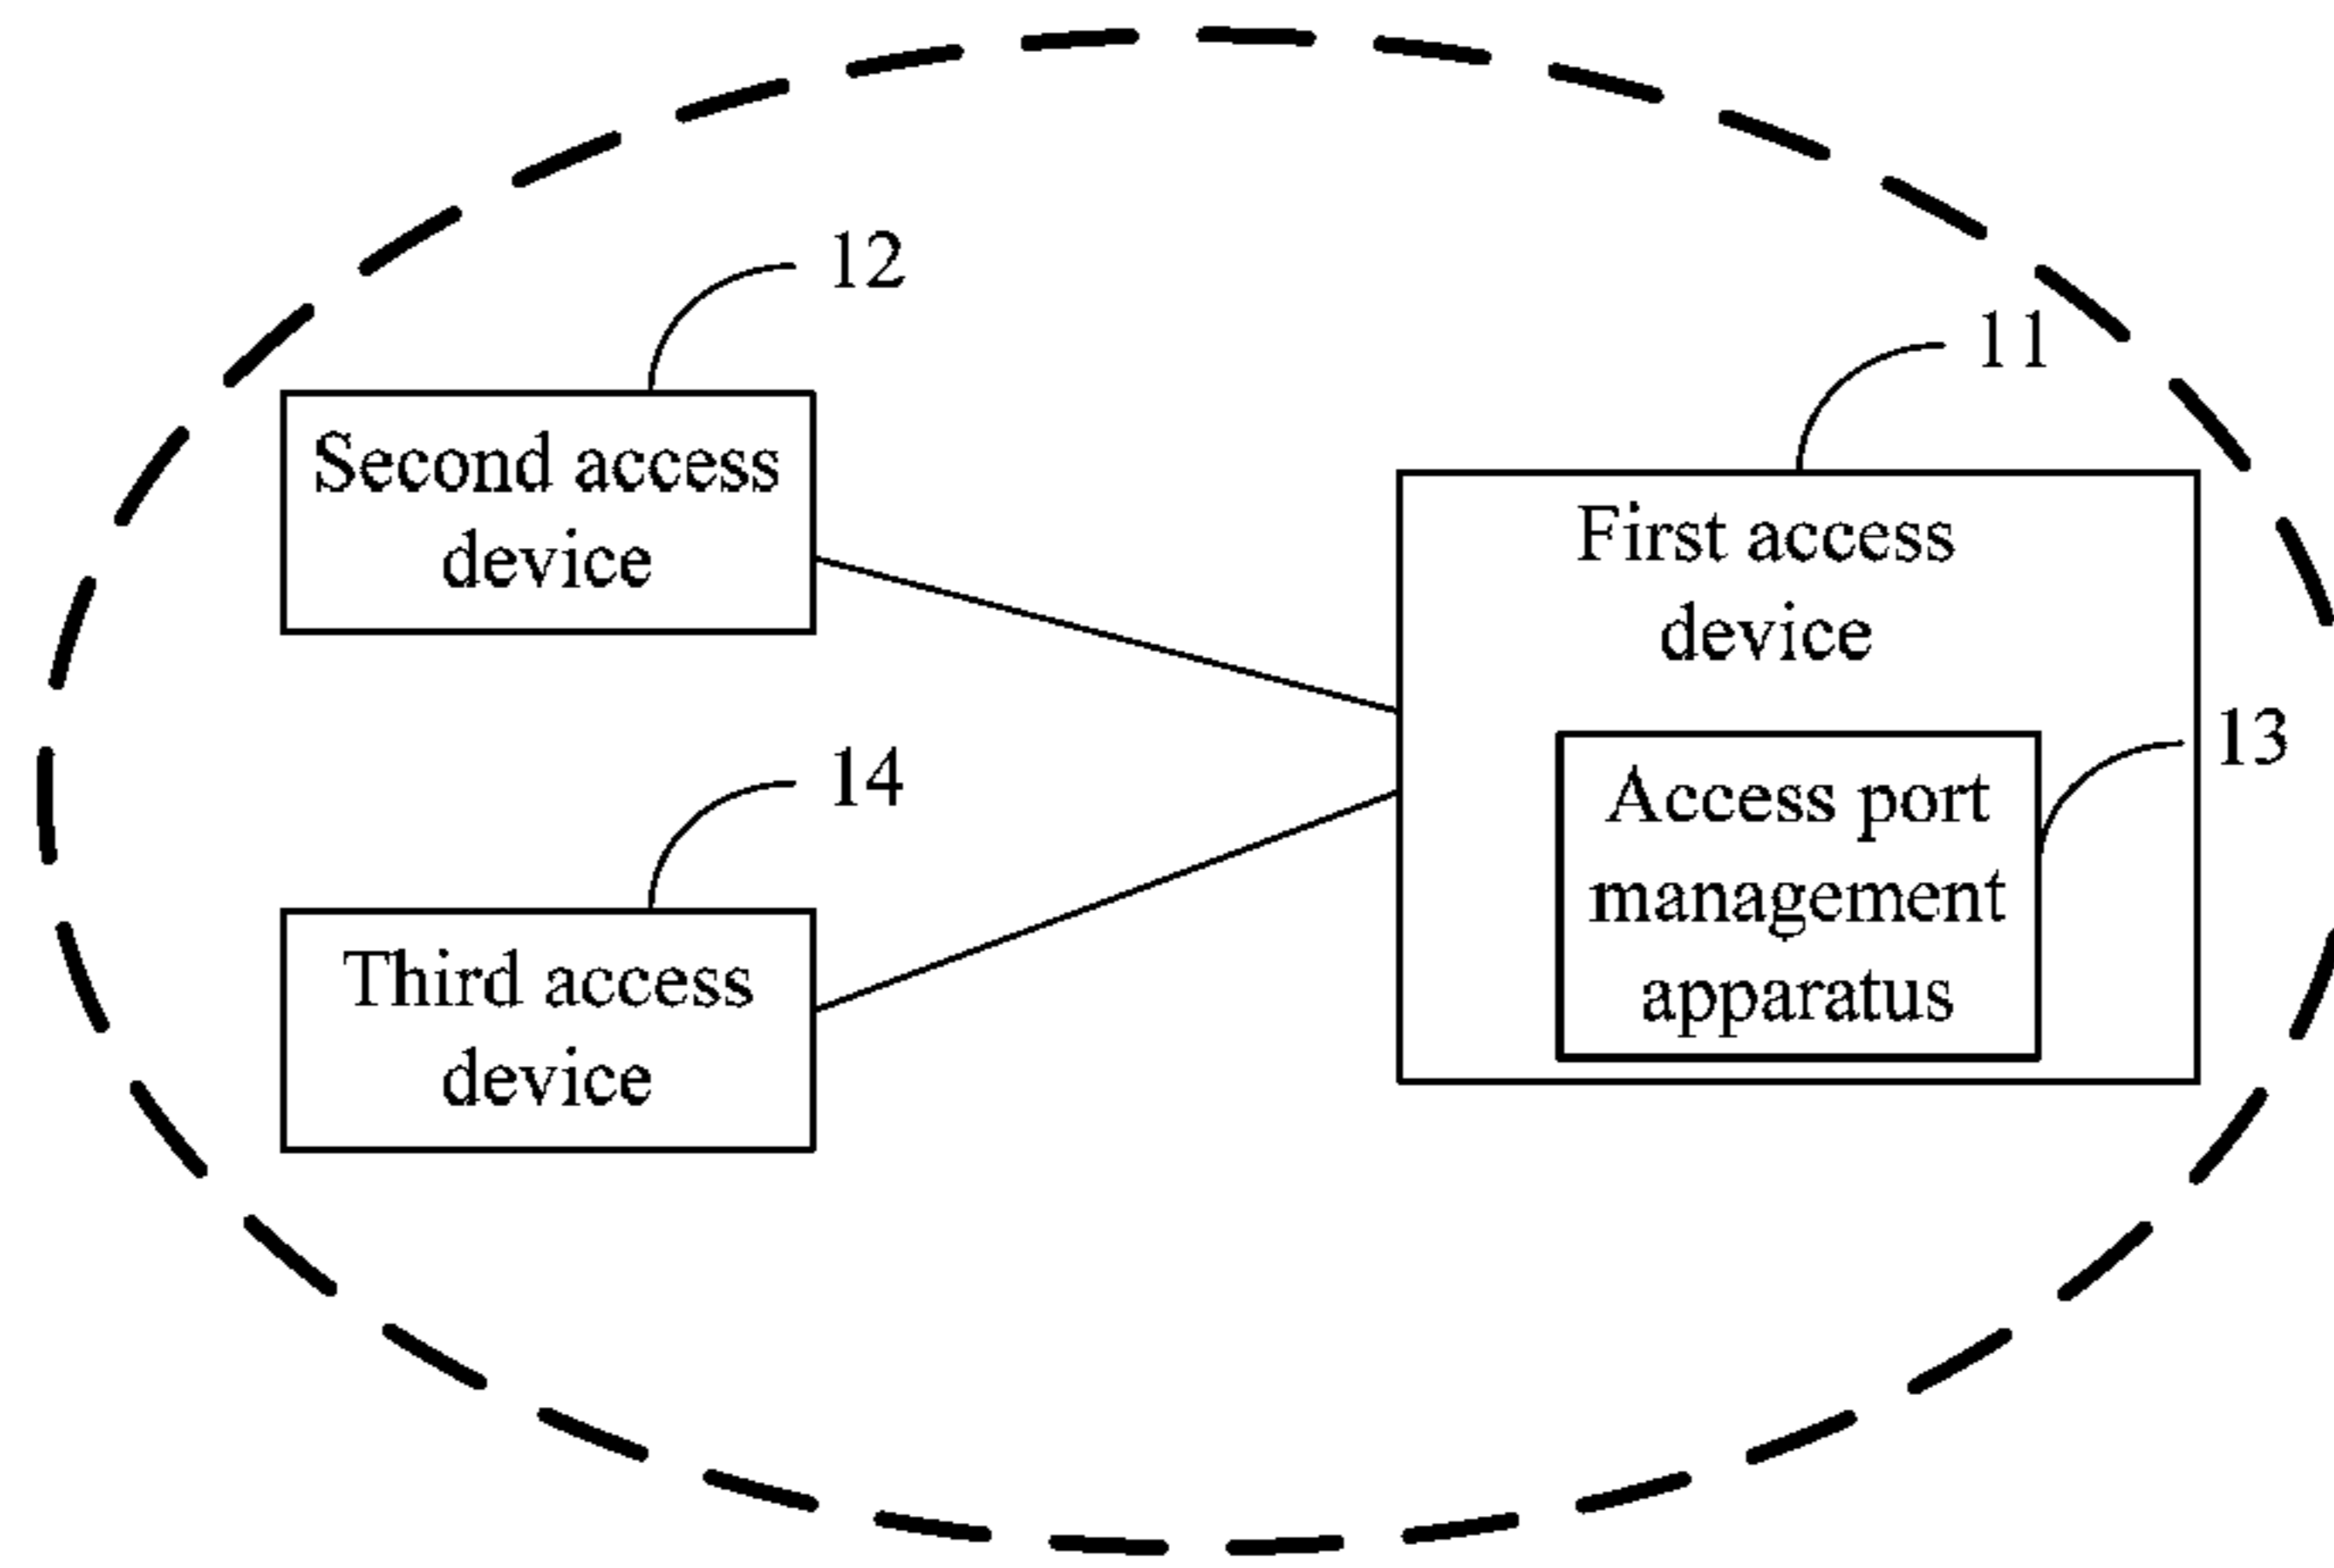 12
Second access
device
11
First access
device
13
Access port
management
apparatus
14
Third access
device